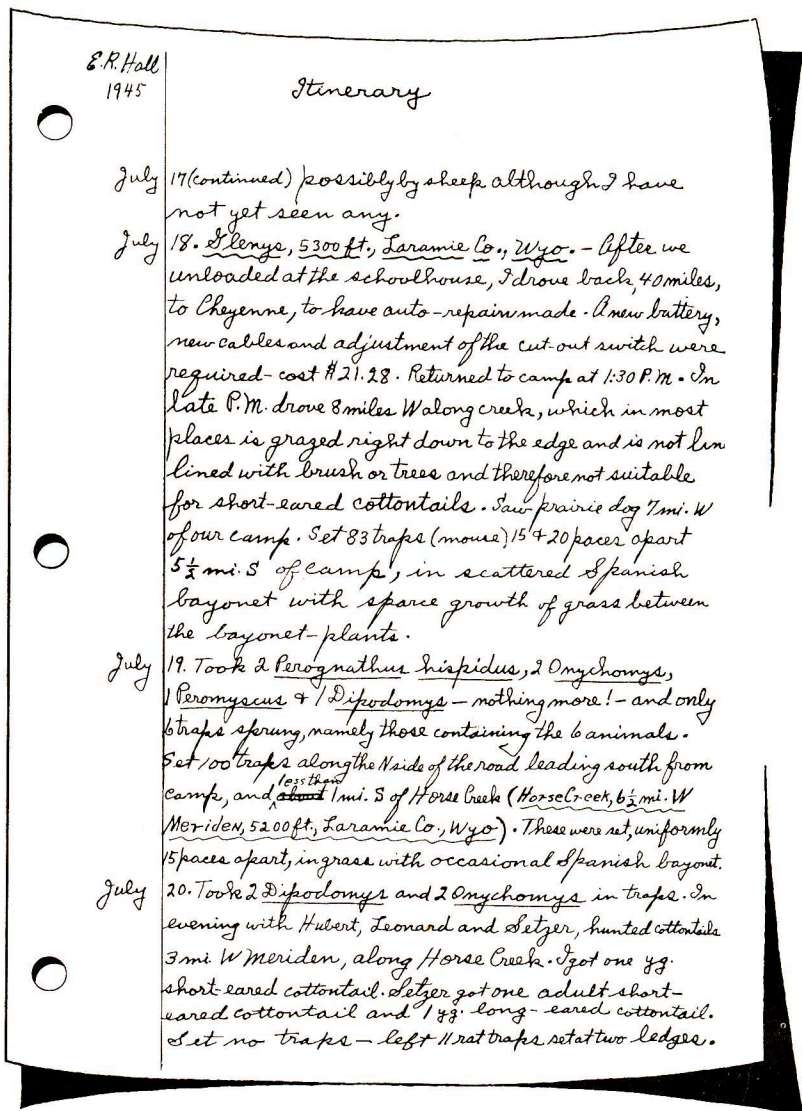 E.R. Hall
1945
Itinerary
July 17 (continued) possibly by sheep although I have
not yet seen any.
July 18. Glenys, 5300 ft., Laramie Co., Wyo. - After we
unloaded at the schoolhouse, I drove back, 40 miles,
to Cheyenne, to have auto-repair made. A new battery,
new cables and adjustment of the cut-out switch were
required - cost $21.28. Returned to camp at 1:30 P.M. In
late P.M. drove 8 miles W along creek, which in most
places is grazed right down to the edge and is not lin
lined with brush or trees and therefore not suitable
for short-eared cottontails. Saw prairie dog 7 mi. W
of our camp. Set 83 traps (mouse) 15 + 20 paces apart
5½ mi. S of camp, in scattered Spanish
bayonet with sparce growth of grass between
the bayonet-plants.
July 19. Took 2 Perognathus hispidus, 2 Onychomys,
1 Peromyscus + 1 Dipodomys - nothing more! - and only
6 traps sprung, namely those containing the 6 animals.
Set 100 traps along the N side of the road leading south from
less than
camp, and about 1 mi. S of Horse Creek (Horse Creek, 6½ mi. W
Meriden, 5200 ft., Laramie Co., Wyo). These were set, uniformly
15 paces apart, in grass with occasional Spanish bayonet.
July 20. Took 2 Dipodomys and 2 Onychomys in traps. In
evening with Hubert, Leonard and Setzer, hunted cottontails
3 mi W Meriden, along Horse Creek. I got one yg.
short-eared cottontail. Setzer got one adult short-
eared cottontail and 1 yg. long-eared cottontail.
Set no traps - left 11 rat traps set at two ledges.